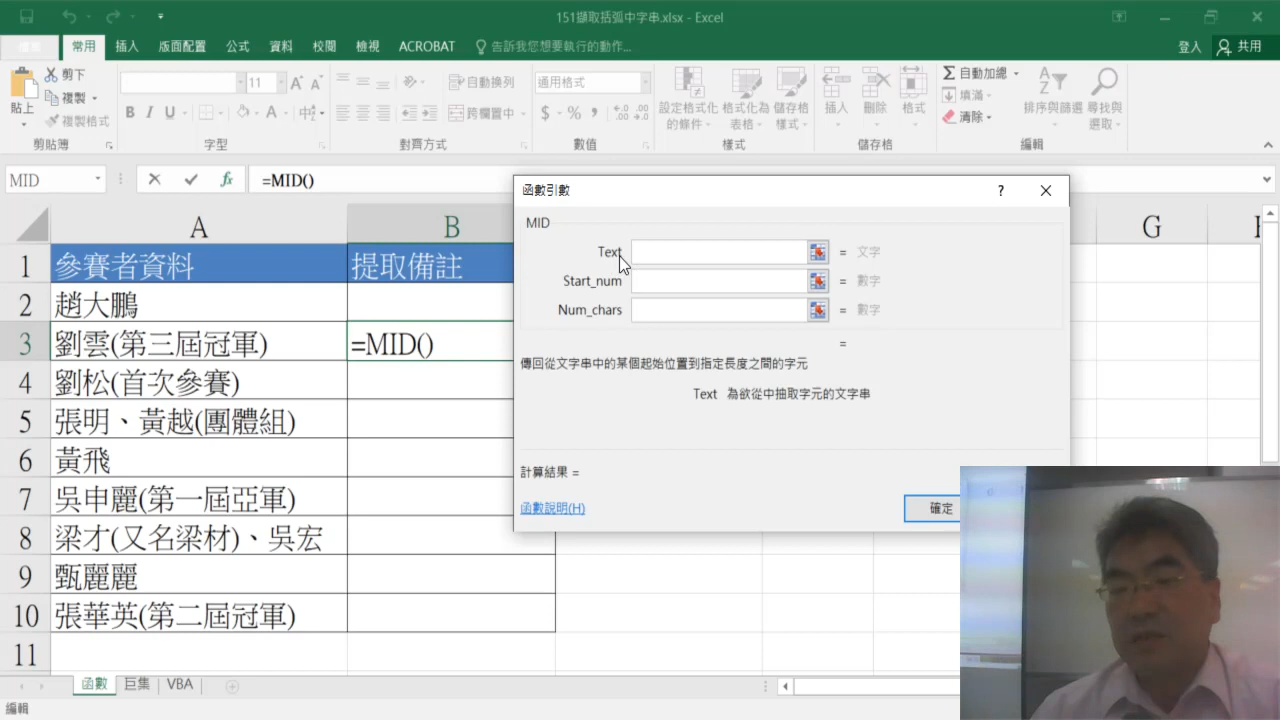 151擷取括弧中字串.xlsx - Excel
常用 插入 版面配置 公式 資料 校閱 檢視 ACROBAT 告訴我您想要執行的動作... 登入 共用
貼上 剪下 複製 複製格式 剪貼簿
11 A A B I U A 中 字型
自動換列 跨欄置中 對齊方式
通用格式 $ % , .0 .00 數值
設定格式化的條件 格式化為表格 儲存格樣式 樣式
插入 刪除 格式 儲存格
自動加總 填滿 清除 排序與篩選 尋找與選取 編輯
MID fx =MID()
A B G
1 參賽者資料 提取備註
2 趙大鵬
3 劉雲(第三屆冠軍) =MID()
4 劉松(首次參賽)
5 張明、黃越(團體組)
6 黃飛
7 吳申麗(第一屆亞軍)
8 梁才(又名梁材)、吳宏
9 甄麗麗
10 張華英(第二屆冠軍)
11
函數引數 ?
MID
Text = 文字
Start_num = 數字
Num_chars = 數字
=
傳回從文字串中的某個起始位置到指定長度之間的字元
Text 為欲從中抽取字元的文字串
計算結果 =
函數說明(H) 確定
函數 巨集 VBA
編輯